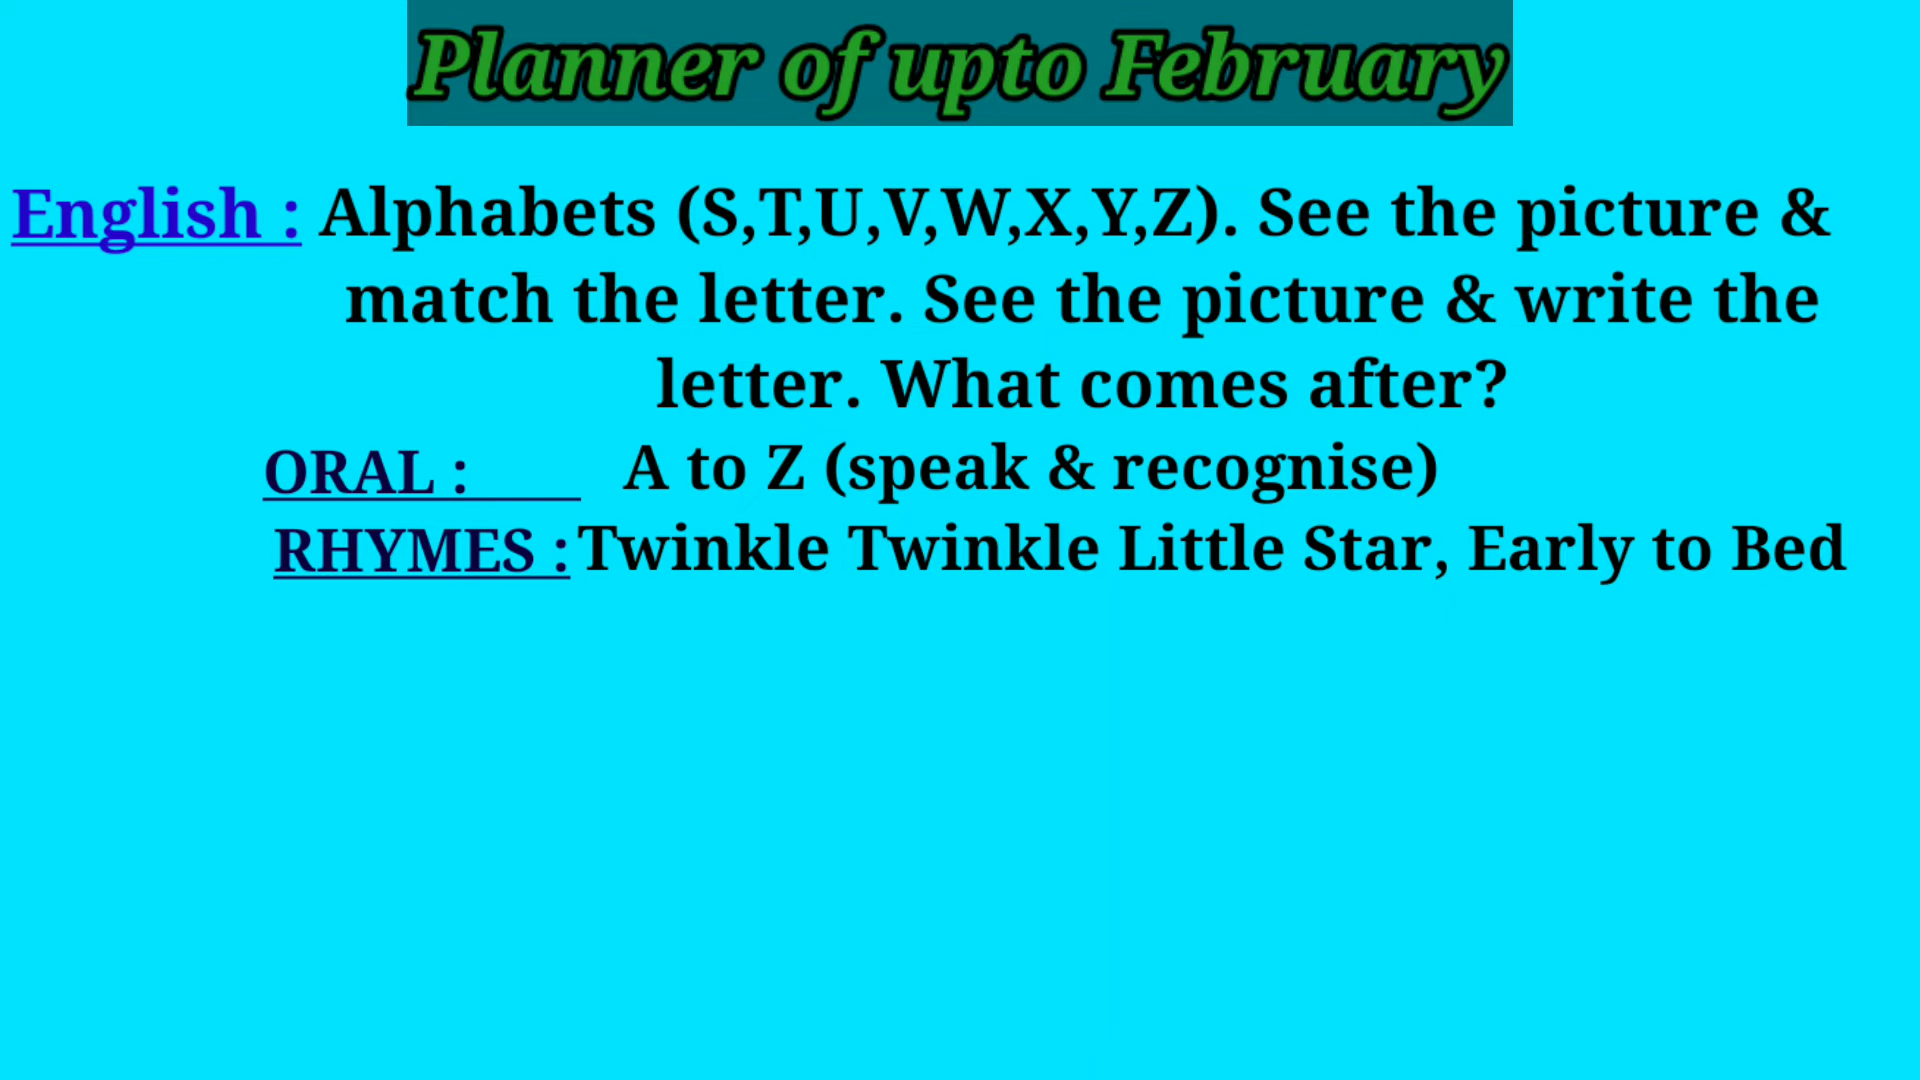 Planner of upto February
English : Alphabets (S,T,U,V,W,X,Y,Z). See the picture &
match the letter. See the picture & write the
letter. What comes after?
ORAL : A to Z (speak & recognise)
RHYMES : Twinkle Twinkle Little Star, Early to Bed